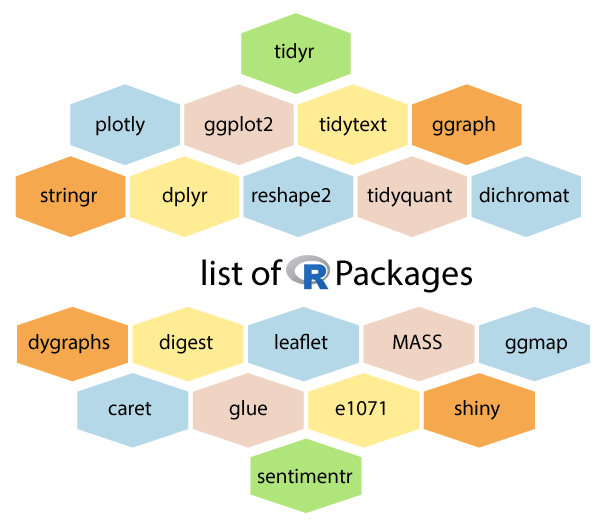 tidyr
plotly ggplot2 tidytext ggraph
stringr dplyr reshape2 tidyquant dichromat
list of R Packages
dygraphs digest leaflet MASS ggmap
caret glue e1071 shiny
sentimentr